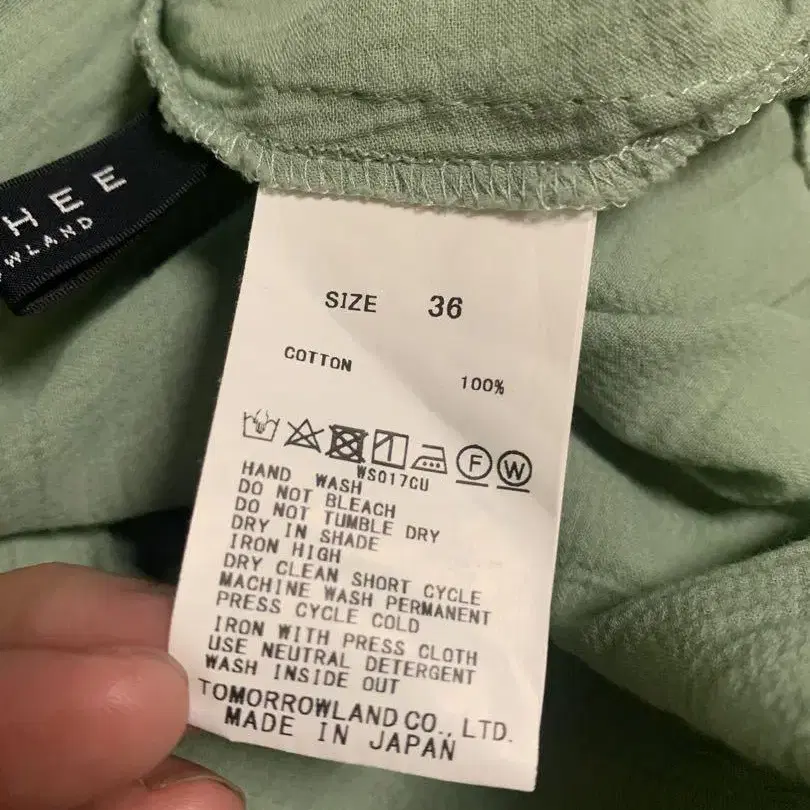 HEE
WLAND
SIZE 36
COTTON
100%
F W
WS017CU
HAND WASH
DO NOT BLEACH
DO NOT TUMBLE DRY
DRY IN SHADE
IRON HIGH
DRY CLEAN SHORT CYCLE
MACHINE WASH PERMANENT
PRESS CYCLE COLD
IRON WITH PRESS CLOTH
USE NEUTRAL DETERGENT
WASH INSIDE OUT
TOMORROWLAND CO., LTD.
MADE IN JAPAN